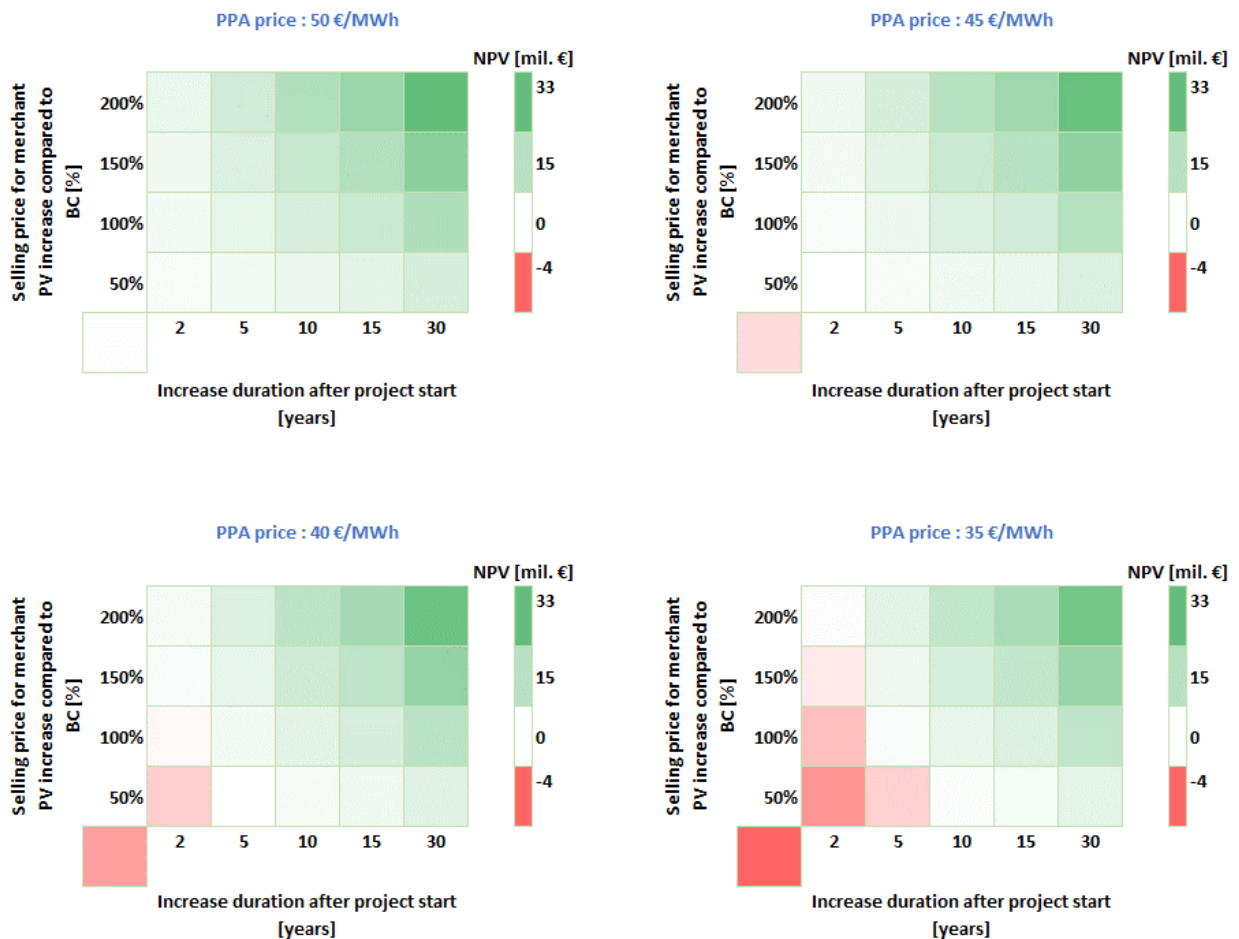 PPA price : 50 €/MWh
NPV [mil. €]
Selling price for merchant
PV increase compared to
BC [%]
200%
150%
100%
50%
33
15
0
-4
2 5 10 15 30
Increase duration after project start
[years]
PPA price : 45 €/MWh
NPV [mil. €]
Selling price for merchant
PV increase compared to
BC [%]
200%
150%
100%
50%
33
15
0
-4
2 5 10 15 30
Increase duration after project start
[years]
PPA price : 40 €/MWh
NPV [mil. €]
Selling price for merchant
PV increase compared to
BC [%]
200%
150%
100%
50%
33
15
0
-4
2 5 10 15 30
Increase duration after project start
[years]
PPA price : 35 €/MWh
NPV [mil. €]
Selling price for merchant
PV increase compared to
BC [%]
200%
150%
100%
50%
33
15
0
-4
2 5 10 15 30
Increase duration after project start
[years]